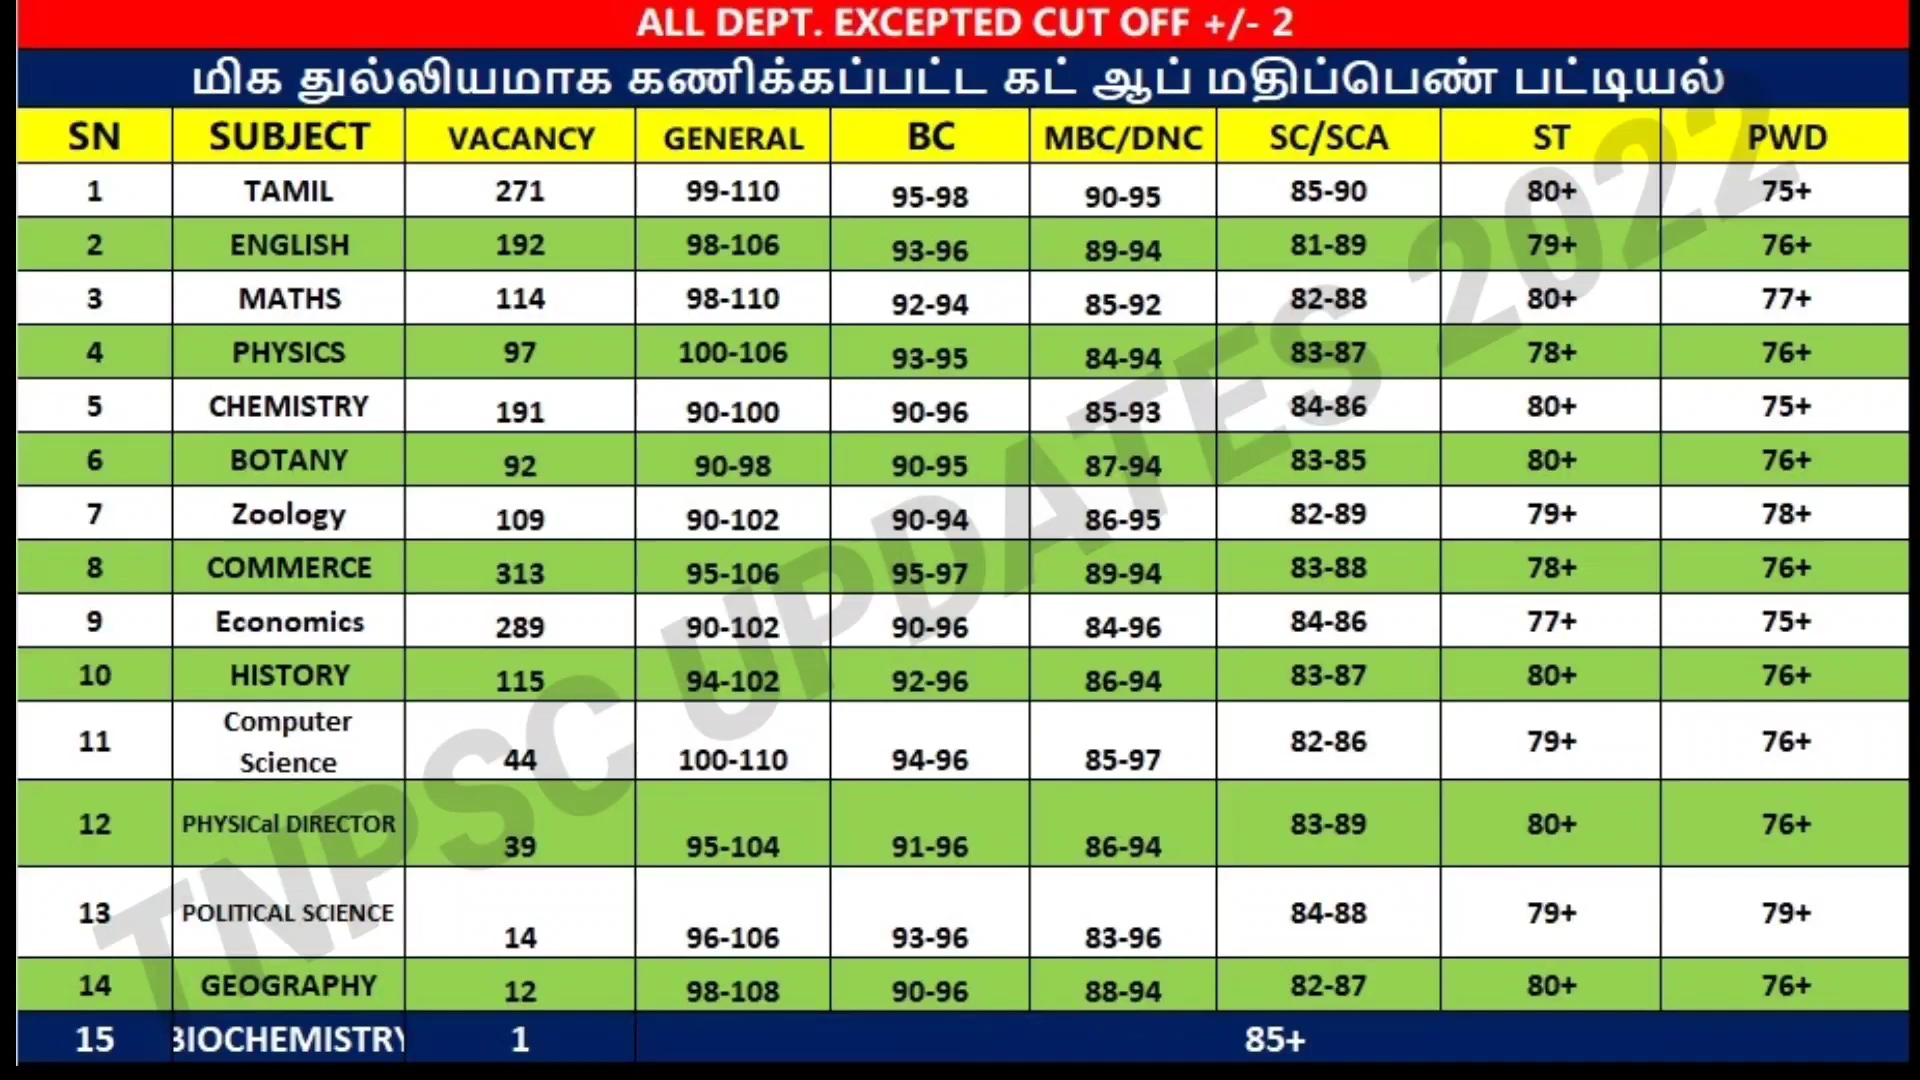 ALL DEPT. EXCEPTED CUT OFF +/- 2
மிக துல்லியமாக கணிக்கப்பட்ட கட் ஆப் மதிப்பெண் பட்டியல்
SN SUBJECT VACANCY GENERAL BC MBC/DNC SC/SCA ST PWD
1 TAMIL 271 99-110 95-98 90-95 85-90 80+ 75+
2 ENGLISH 192 98-106 93-96 89-94 81-89 79+ 76+
3 MATHS 114 98-110 92-94 85-92 82-88 80+ 77+
4 PHYSICS 97 100-106 93-95 84-94 83-87 78+ 76+
5 CHEMISTRY 191 90-100 90-96 85-93 84-86 80+ 75+
6 BOTANY 92 90-98 90-95 87-94 83-85 80+ 76+
7 Zoology 109 90-102 90-94 86-95 82-89 79+ 78+
8 COMMERCE 313 95-106 95-97 89-94 83-88 78+ 76+
9 Economics 289 90-102 90-96 84-96 84-86 77+ 75+
10 HISTORY 115 94-102 92-96 86-94 83-87 80+ 76+
11 Computer Science 44 100-110 94-96 85-97 82-86 79+ 76+
12 PHYSICal DIRECTOR 39 95-104 91-96 86-94 83-89 80+ 76+
13 POLITICAL SCIENCE 14 96-106 93-96 83-96 84-88 79+ 79+
14 GEOGRAPHY 12 98-108 90-96 88-94 82-87 80+ 76+
15 BIOCHEMISTRY 1 85+
TNPSC UPDATES 2022